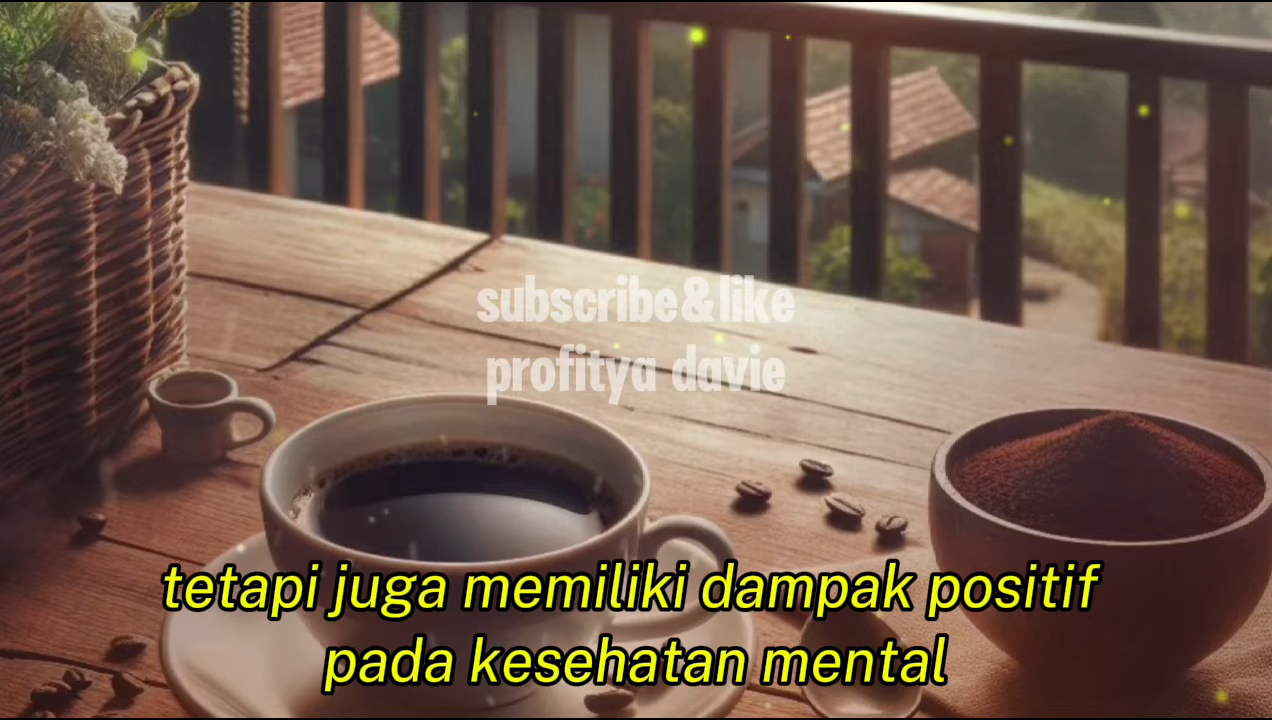 subscribe&like
profitya davie
tetapi juga memiliki dampak positif
pada kesehatan mental